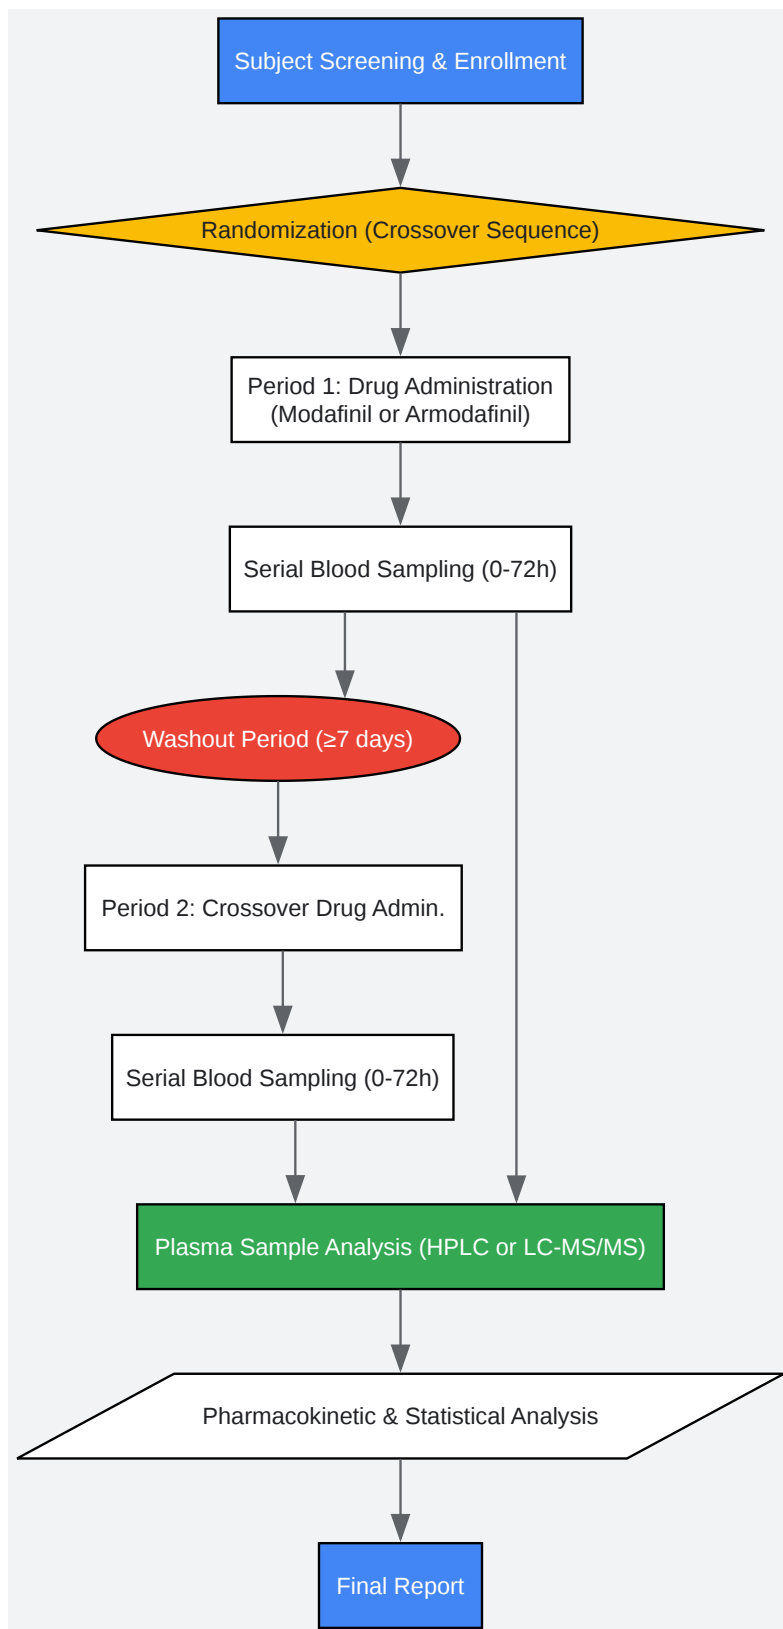 Subject Screening & Enrollment
Randomization (Crossover Sequence)
Period 1: Drug Administration
(Modafinil or Armodafinil)
Serial Blood Sampling (0-72h)
Washout Period (≥7 days)
Period 2: Crossover Drug Admin.
Serial Blood Sampling (0-72h)
Plasma Sample Analysis (HPLC or LC-MS/MS)
Pharmacokinetic & Statistical Analysis
Final Report